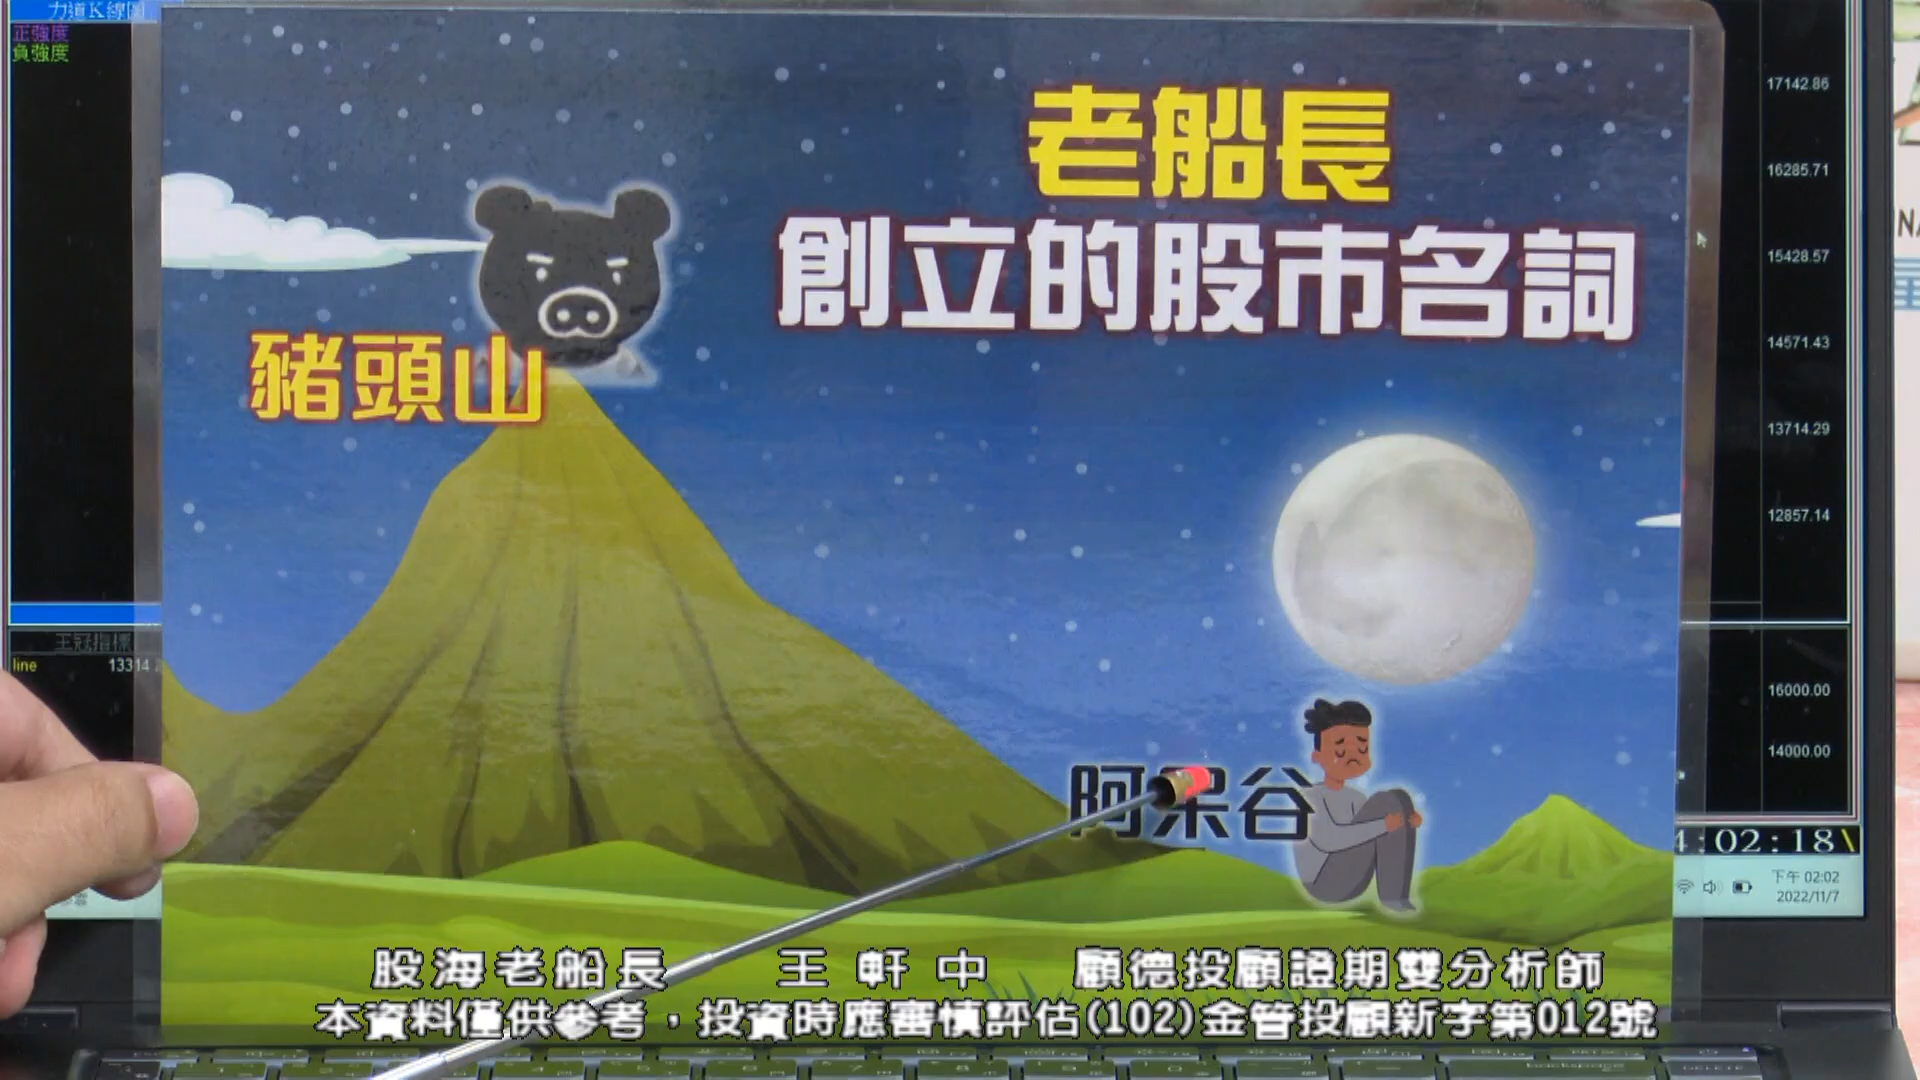 力道K線圖
正強度
負強度
老船長
創立的股市名詞
豬頭山
阿呆谷
17142.86
16285.71
15428.57
14571.43
13714.29
12857.14
王冠指標
line 13314
16000.00
14000.00
4:02:18
下午 02:02
2022/11/7
股海老船長 王軒中 顧德投顧證期雙分析師
本資料僅供參考，投資時應審慎評估(102)金管投顧新字第012號
backspace
DELETE